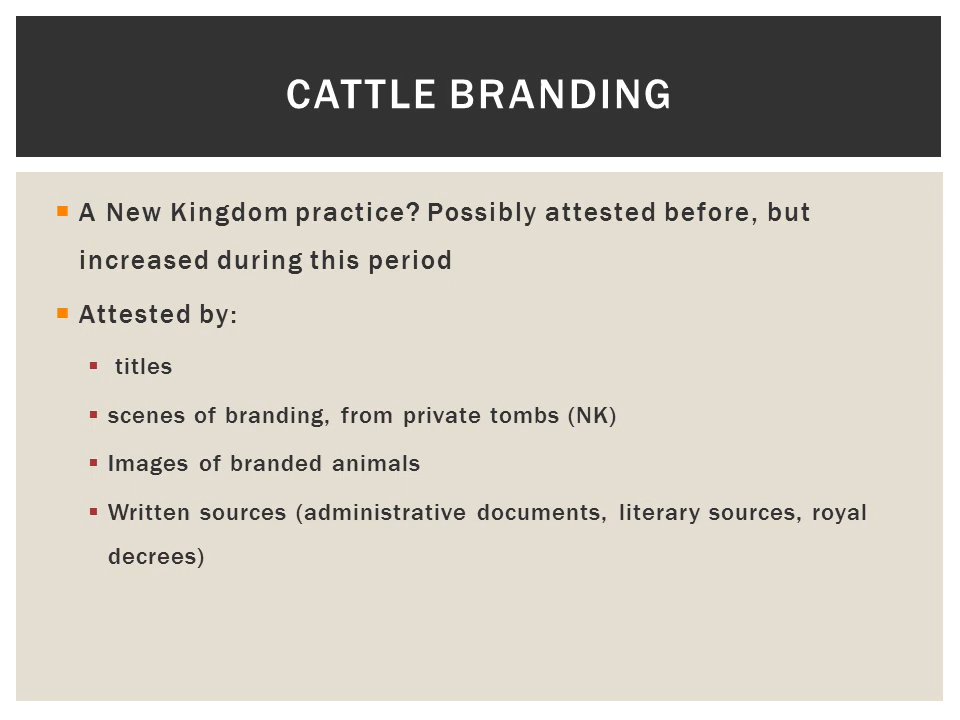 CATTLE BRANDING
A New Kingdom practice? Possibly attested before, but
increased during this period
Attested by:
titles
scenes of branding, from private tombs (NK)
Images of branded animals
Written sources (administrative documents, literary sources, royal
decrees)